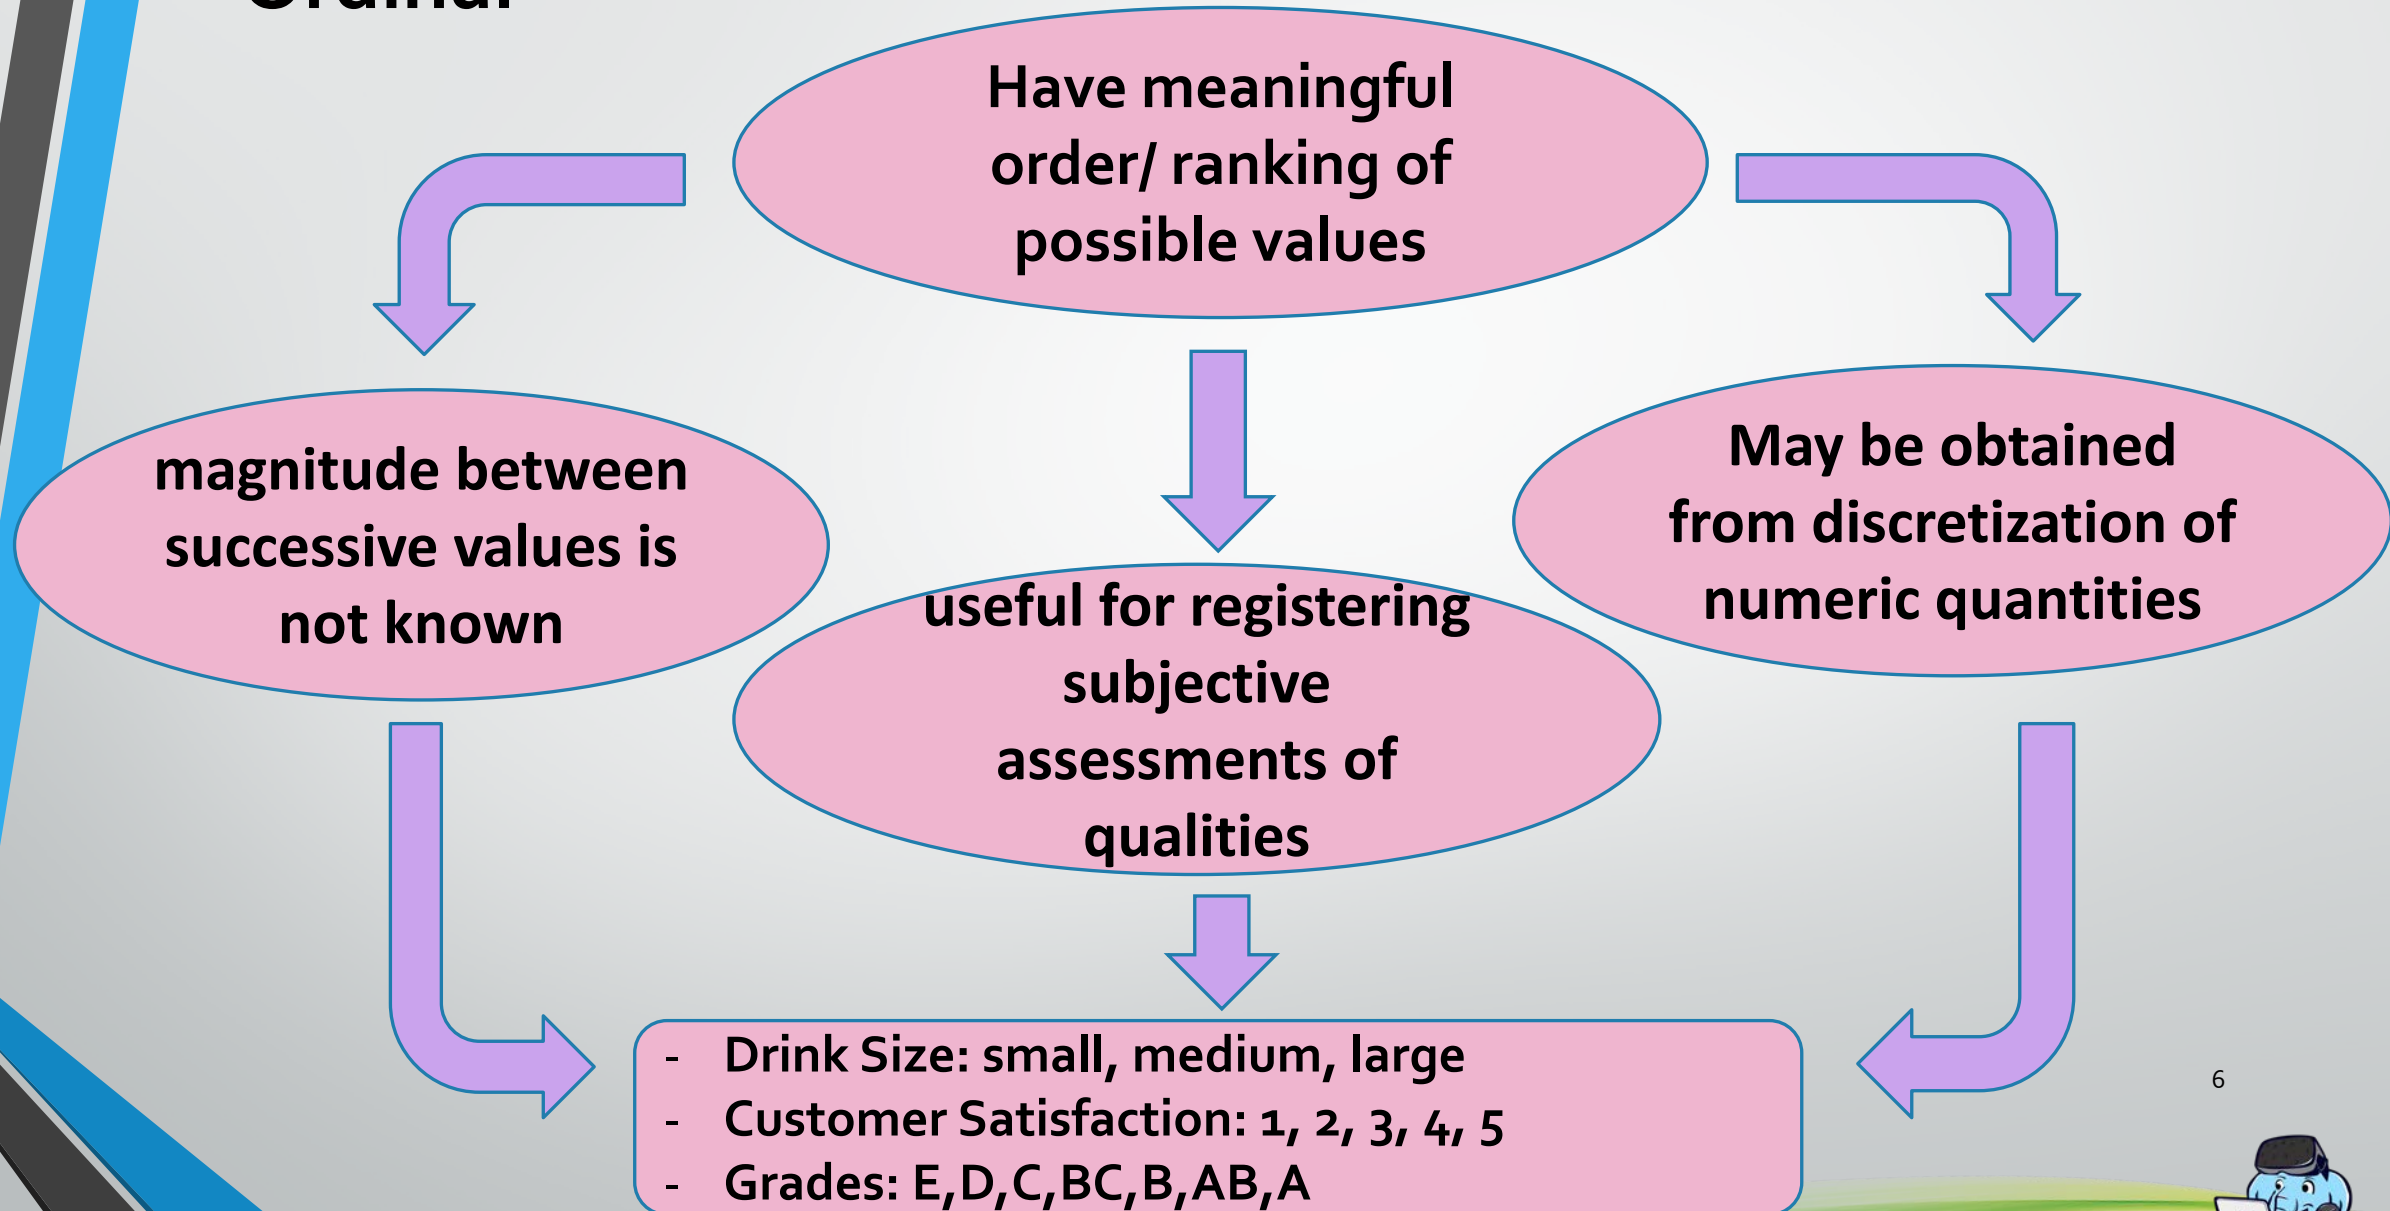 Ordinal
Have meaningful
order/ ranking of
possible values
magnitude between
successive values is
not known
useful for registering
subjective
assessments of
qualities
May be obtained
from discretization of
numeric quantities
- Drink Size: small, medium, large
- Customer Satisfaction: 1, 2, 3, 4, 5
- Grades: E,D,C,BC,B,AB,A
6